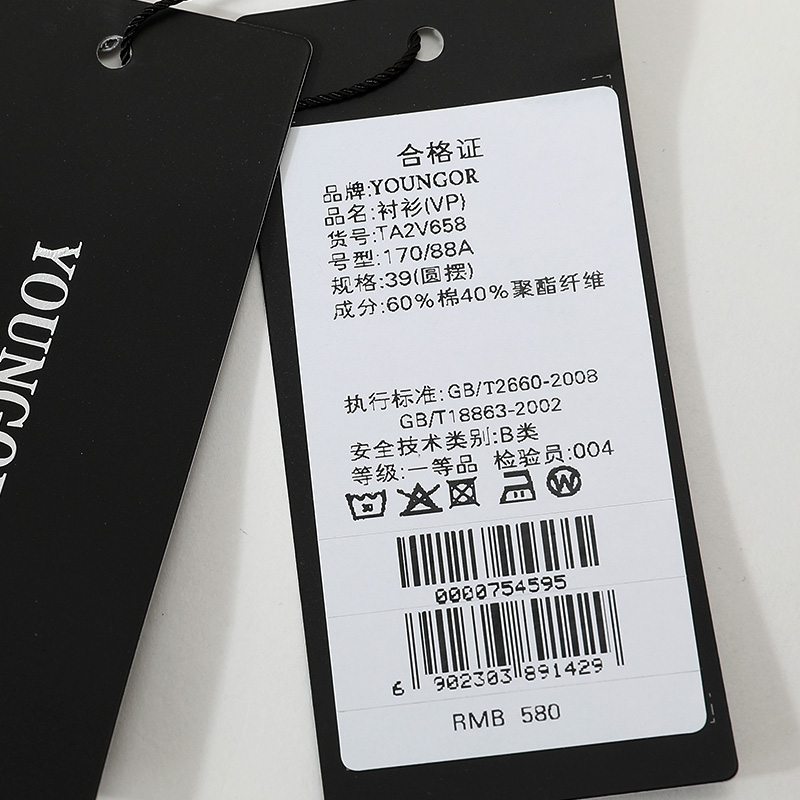 YOUNGOR
合格证
品牌:YOUNGOR
品名:衬衫(VP)
货号:TA2V658
号型:170/88A
规格:39(圆摆)
成分:60%棉40%聚酯纤维
执行标准:GB/T2660-2008
GB/T18863-2002
安全技术类别:B类
等级:一等品 检验员:004
W
0000754595
6 902303 891429
RMB 580